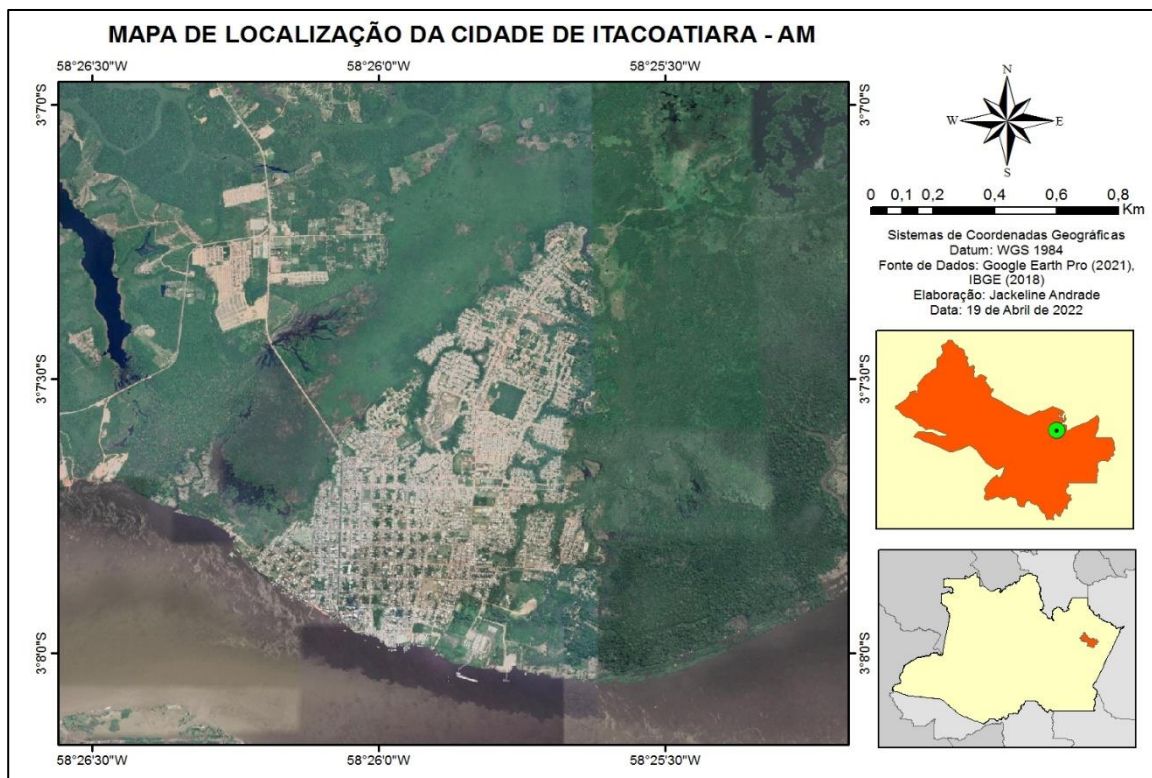 MAPA DE LOCALIZAÇÃO DA CIDADE DE ITACOATIARA - AM
58°26'30"W 58°26'0"W 58°25'30"W
3°7'0"S 3°7'0"S
3°7'30"S 3°7'30"S
3°8'0"S 3°8'0"S
58°26'30"W 58°26'0"W 58°25'30"W
N
W E
S
0 0,1 0,2 0,4 0,6 0,8
Km
Sistemas de Coordenadas Geográficas
Datum: WGS 1984
Fonte de Dados: Google Earth Pro (2021),
IBGE (2018)
Elaboração: Jackeline Andrade
Data: 19 de Abril de 2022